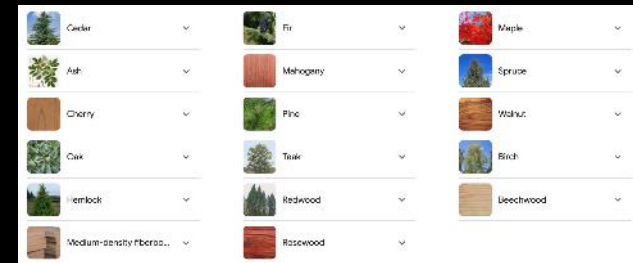 Cedar
Fir
Maple
Ash
Mahogany
Spruce
Cherry
Pine
Walnut
Oak
Teak
Birch
Hemlock
Redwood
Beechwood
Medium-density fiberbo...
Rosewood